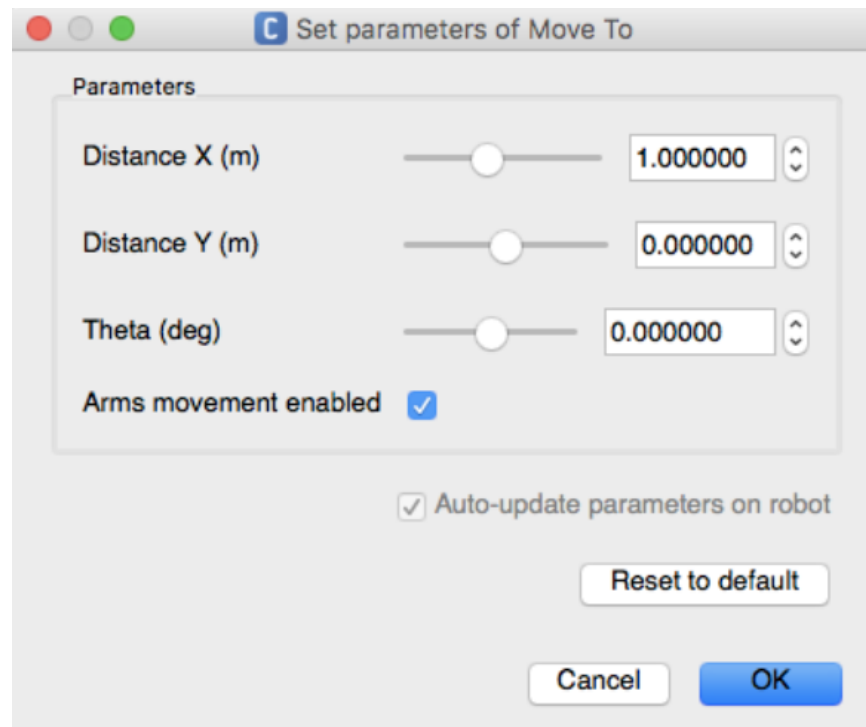 C Set parameters of Move To
Parameters
Distance X (m) 1.000000
Distance Y (m) 0.000000
Theta (deg) 0.000000
Arms movement enabled
Auto-update parameters on robot
Reset to default
Cancel OK